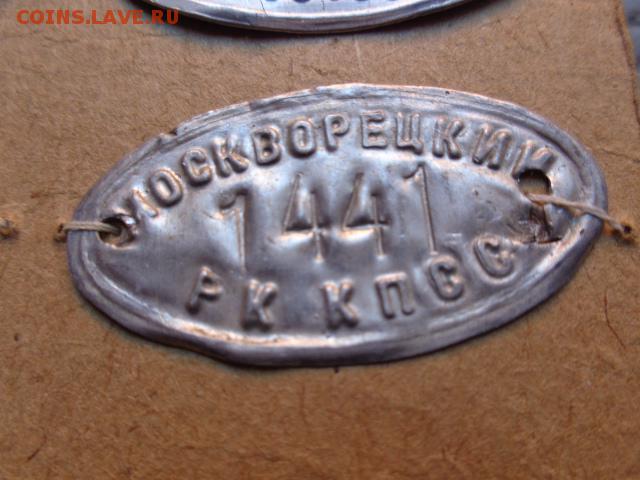 COINS.LAVE.RU
МОСКВОРЕЦКИЙ
1441
РК КПСС